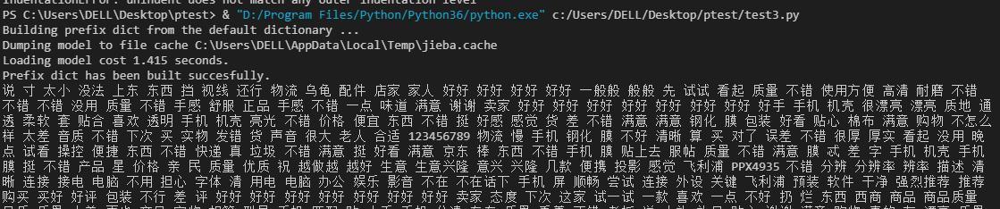 PS C:\Users\DELL\Desktop\ptest> & "D:/Program Files/Python/Python36/python.exe" c:/Users/DELL/Desktop/ptest/test3.py
Building prefix dict from the default dictionary ...
Dumping model to file cache C:\Users\DELL\AppData\Local\Temp\jieba.cache
Loading model cost 1.415 seconds.
Prefix dict has been built succesfully.
说 寸 太小 没法 上东 东西 挡 视线 还行 物流 乌龟 配件 店家 家人 好好 好好 好好 好好 一般般 般般 先 试试 看起 质量 不错 使用方便 高清 耐磨 不错
不错 不错 没用 质量 不错 手感 舒服 正品 手感 不错 一点 味道 满意 谢谢 卖家 好好 好好 好好 好好 好好 好好 好好 好手 手机 机壳 很漂亮 漂亮 质地 通
透 柔软 套 贴合 喜欢 透明 手机 机壳 亮光 不错 价格 便宜 东西 不错 挺 好感 感觉 货 差 不错 满意 满意 钢化 膜 包装 好看 贴心 棉布 满意 购物 不怎么
样 太差 音质 不错 下次 买 实物 发错 货 声音 很大 老人 合适 123456789 物流 慢 手机 钢化 膜 不好 清晰 算 买 对了 误差 不错 很厚 厚实 看起 没用 晚
点 试看 操控 便捷 东西 不错 快递 真 垃圾 不错 满意 挺 好看 满意 京东 棒 东西 不错 手机 膜 贴上去 服帖 质量 不错 满意 膜 忒 差 字 手机 机壳 手机
膜 挺 不错 产品 星 价格 亲 民 质量 优质 祝 越做越 越好 生意 生意兴隆 意兴 兴隆 几款 便携 投影 感觉 飞利浦 PPX4935 不错 分辨 分辨率 辨率 描述 清
晰 连接 接电 电脑 不用 担心 字体 清 用电 电脑 办公 娱乐 影音 不在 不在话下 手机 屏 顺畅 尝试 连接 外设 关键 飞利浦 预装 软件 干净 强烈推荐 推荐
购买 买好 好评 包装 不行 差 评 好好 好好 好好 好好 好好 好好 好好 卖家 态度 下次 这家 试一试 一款 喜欢 一点 不好 扔 烂 东西 西商 商品 商品质量